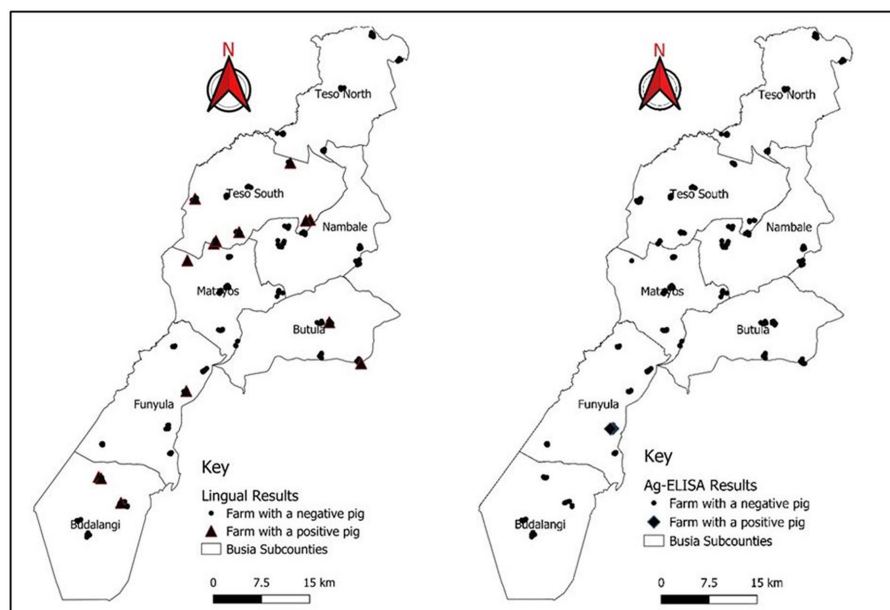 N
Teso North
Teso South
Nambale
Matayos
Butula
Funyula
Budalangi
Key
Lingual Results
Farm with a negative pig
Farm with a positive pig
Busia Subcounties
0 7.5 15 km
N
Teso North
Teso South
Nambale
Matayos
Butula
Funyula
Budalangi
Key
Ag-ELISA Results
Farm with a negative pig
Farm with a positive pig
Busia Subcounties
0 7.5 15 km